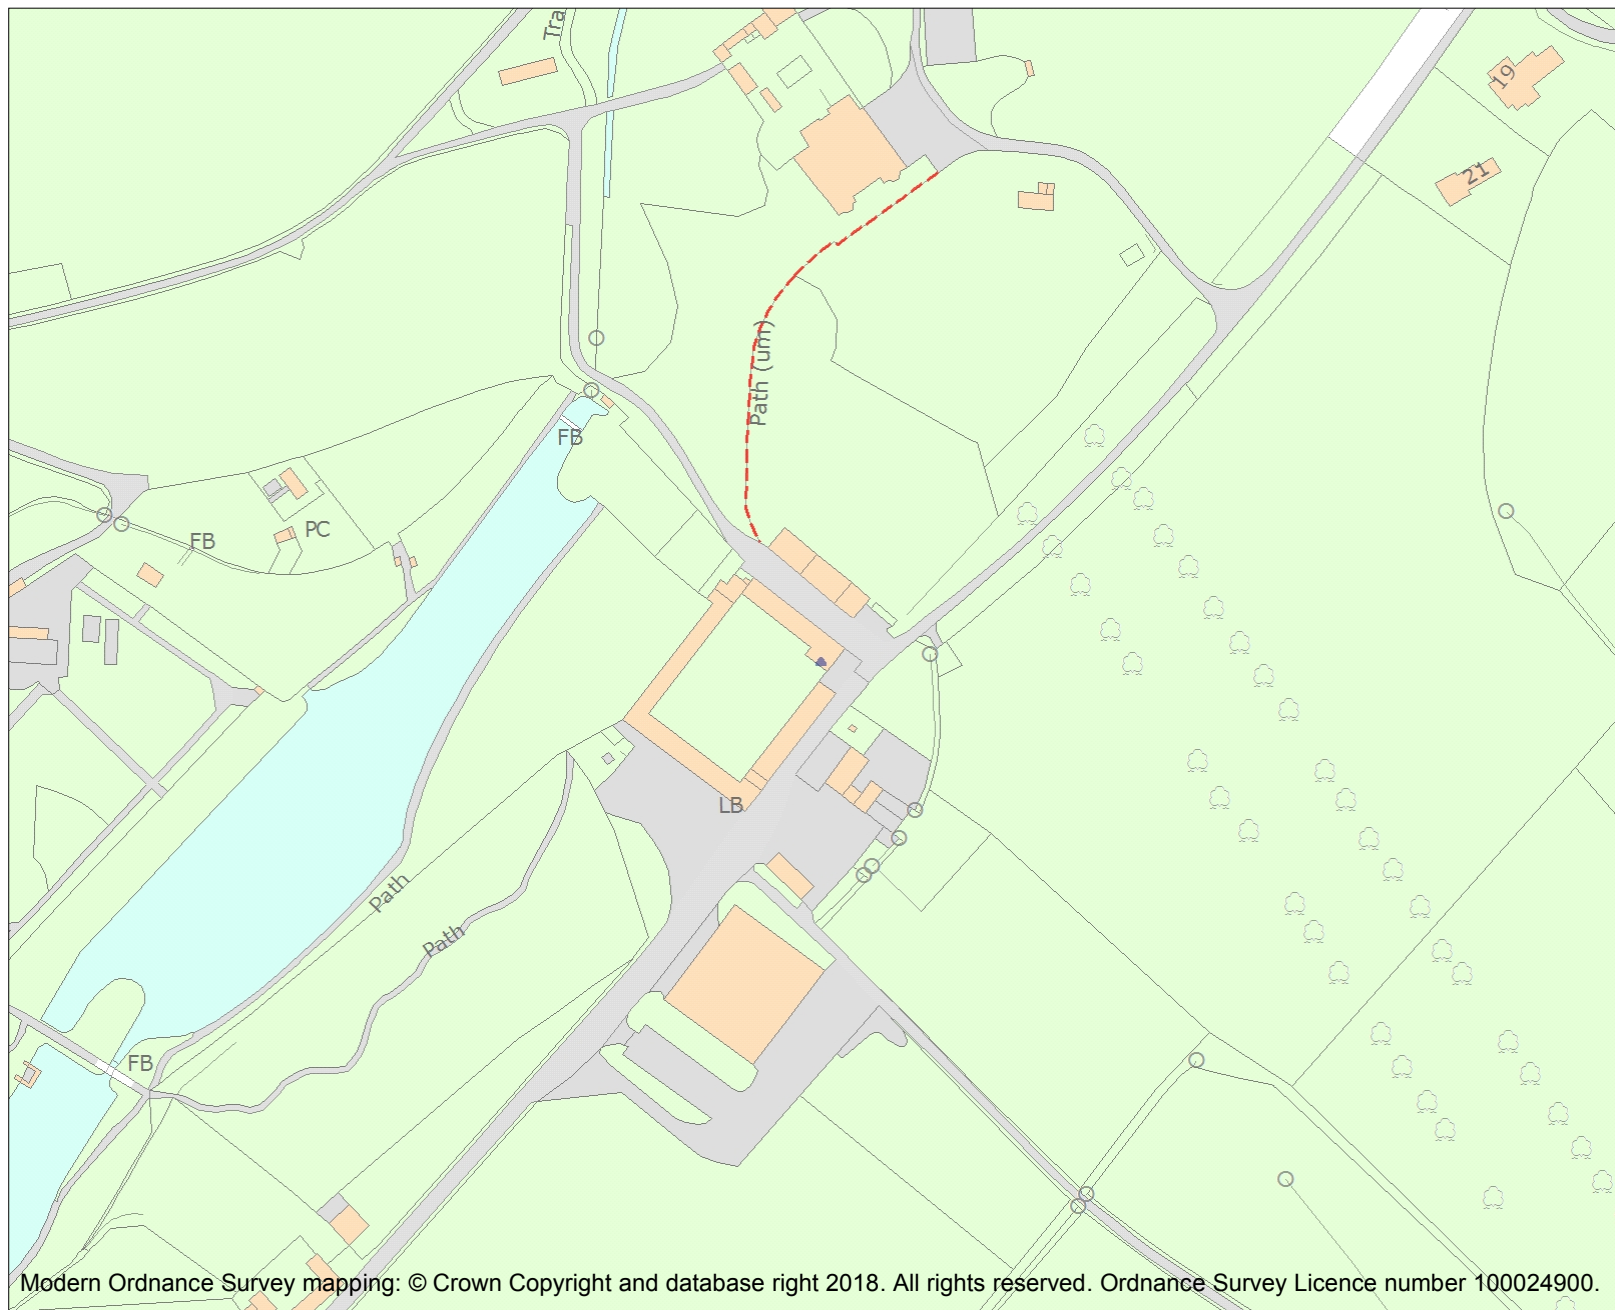 Tra
19
21
Path (um)
FB
FB
PC
LB
Path
Path
FB
Modern Ordnance Survey mapping: © Crown Copyright and database right 2018. All rights reserved. Ordnance Survey Licence number 100024900.